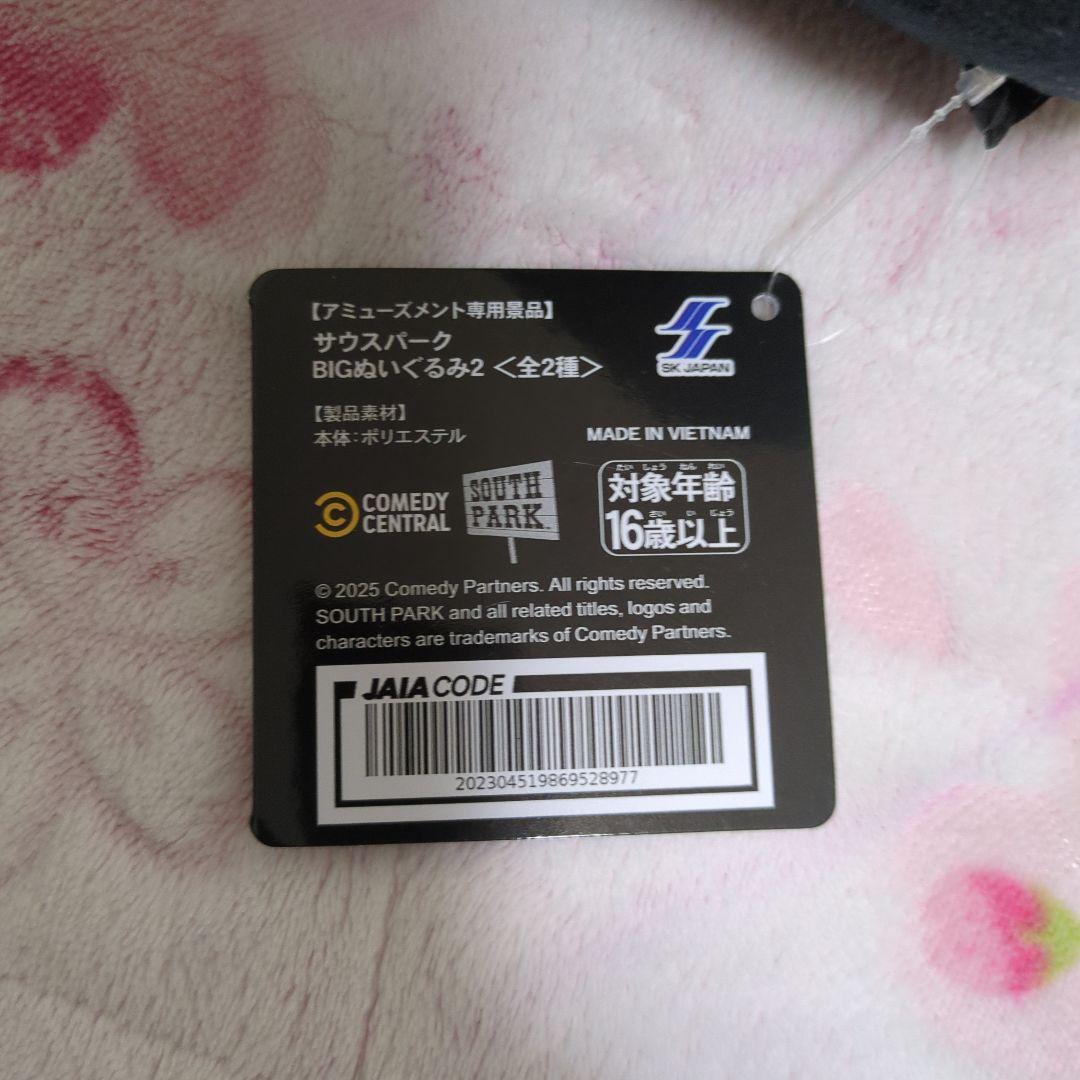 【アミューズメント専用景品】
サウスパーク
BIGぬいぐるみ2 <全2種>
SK JAPAN
【製品素材】
本体:ポリエステル
MADE IN VIETNAM
COMEDY
CENTRAL
SOUTH
PARK
たい しょう ねん れい
対象年齢
さい い じょう
16歳以上
© 2025 Comedy Partners. All rights reserved.
SOUTH PARK and all related titles, logos and
characters are trademarks of Comedy Partners.
JAIA CODE
202304519869528977